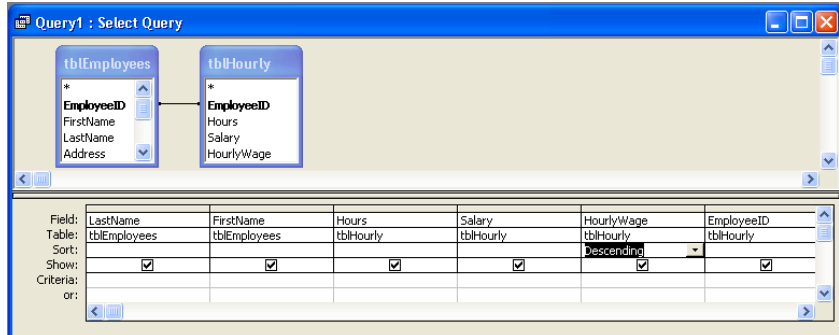 Query1 : Select Query
tblEmployees
*
EmployeeID
FirstName
LastName
Address
tblHourly
*
EmployeeID
Hours
Salary
HourlyWage
Field: LastName FirstName Hours Salary HourlyWage EmployeeID
Table: tblEmployees tblEmployees tblHourly tblHourly tblHourly tblHourly
Sort: Descending
Show:
Criteria:
or: